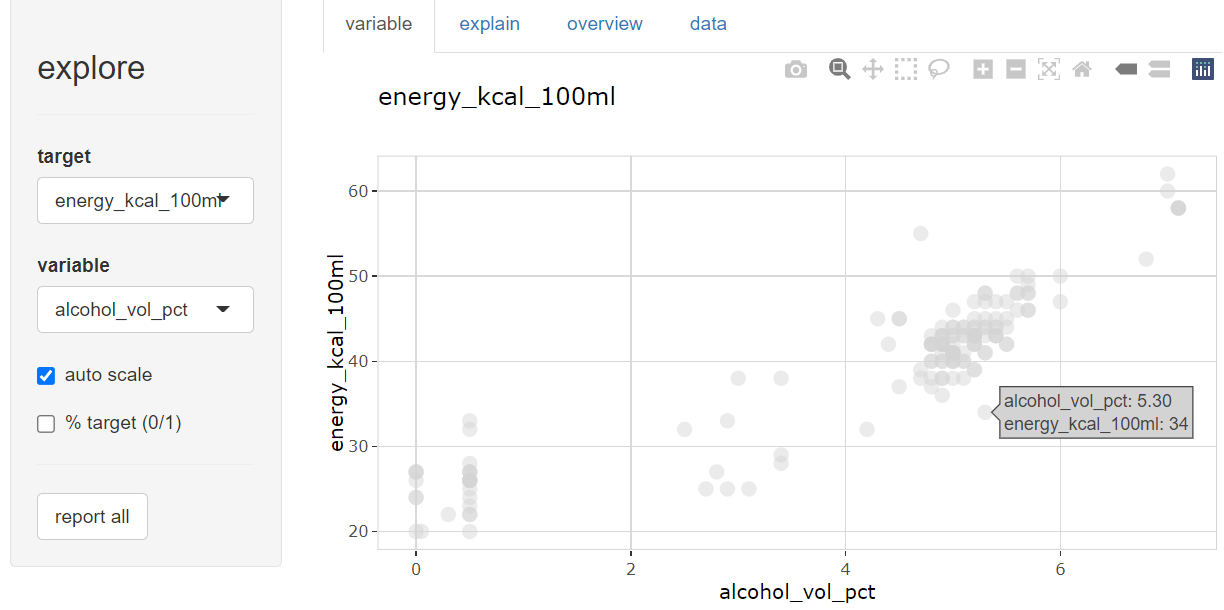 explore
target
energy_kcal_100ml
variable
alcohol_vol_pct
auto scale
% target (0/1)
report all
variable explain overview data
energy_kcal_100ml
energy_kcal_100ml
60
50
40
30
20
alcohol_vol_pct: 5.30
energy_kcal_100ml: 34
0 2 4 6
alcohol_vol_pct